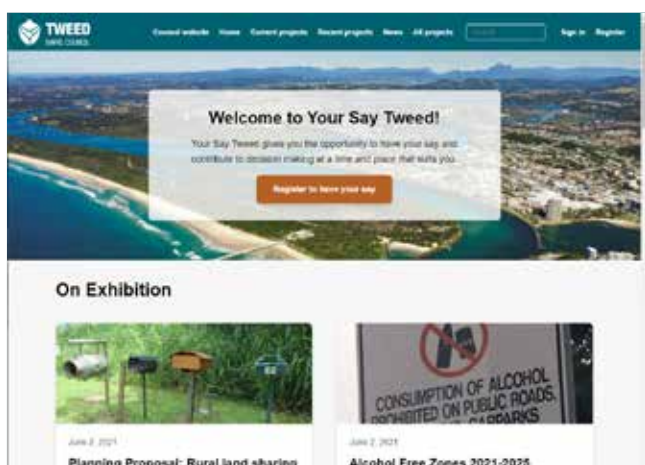 TWEED
SHIRE COUNCIL
Council website Home Current projects Recent projects News All projects Search Sign in Register
Welcome to Your Say Tweed!
Your Say Tweed gives you the opportunity to have your say and
contribute to decision making at a time and place that suits you.
Register to have your say
On Exhibition
CONSUMPTION OF ALCOHOL
PROHIBITED ON PUBLIC ROADS,
CARPARKS
June 2, 2021
June 2, 2021
Planning Proposal: Rural land sharing
Alcohol Free Zones 2021-2025